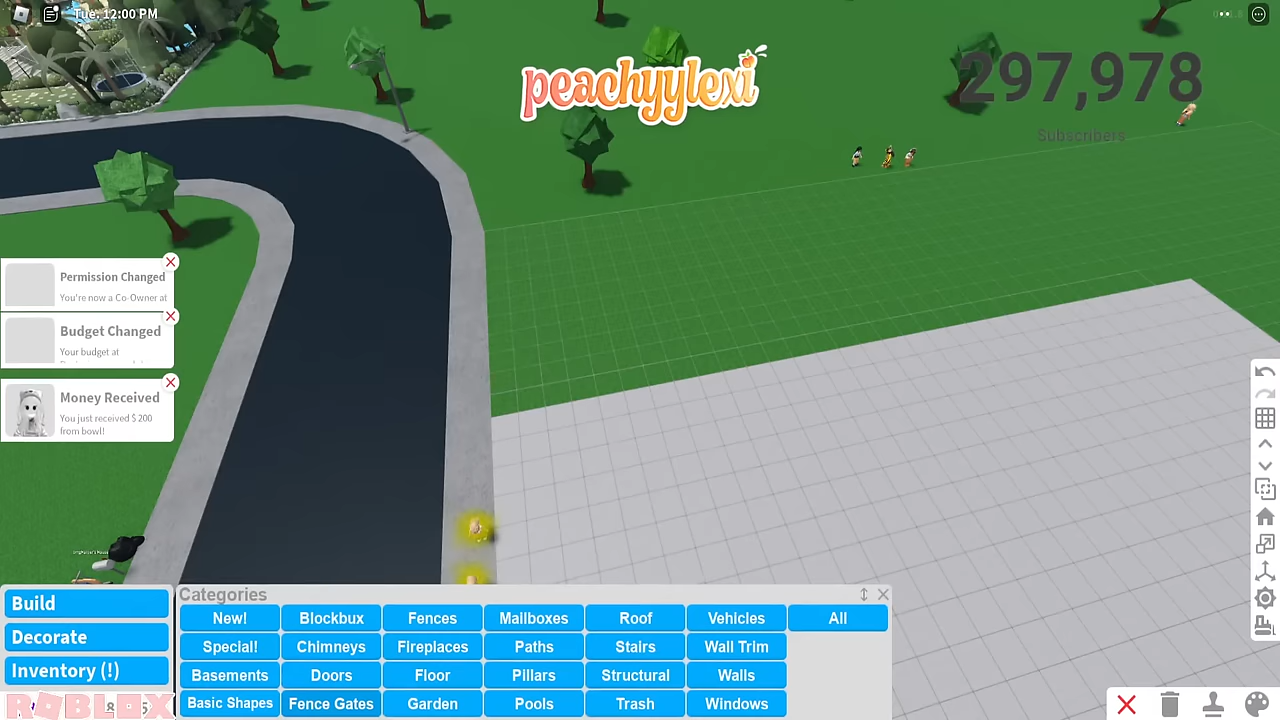 Tue, 12:00 PM
peachyylexi
297,978
Subscribers
Permission Changed
You're now a Co-Owner at
Budget Changed
Your budget at
Money Received
You just received $200
from bowl!
Build
Decorate
Inventory (!)
ROBLOX
Categories
New! Blockbux Fences Mailboxes Roof Vehicles All
Special! Chimneys Fireplaces Paths Stairs Wall Trim
Basements Doors Floor Pillars Structural Walls
Basic Shapes Fence Gates Garden Pools Trash Windows